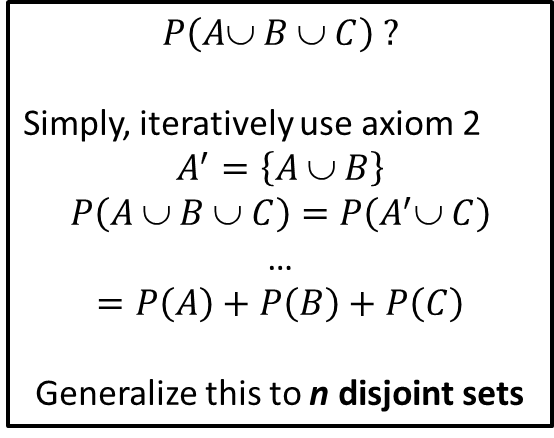 P(A∪ B ∪ C) ?
Simply, iteratively use axiom 2
A′ = {A ∪ B}
P(A ∪ B ∪ C) = P(A′∪ C)
...
= P(A) + P(B) + P(C)
Generalize this to n disjoint sets